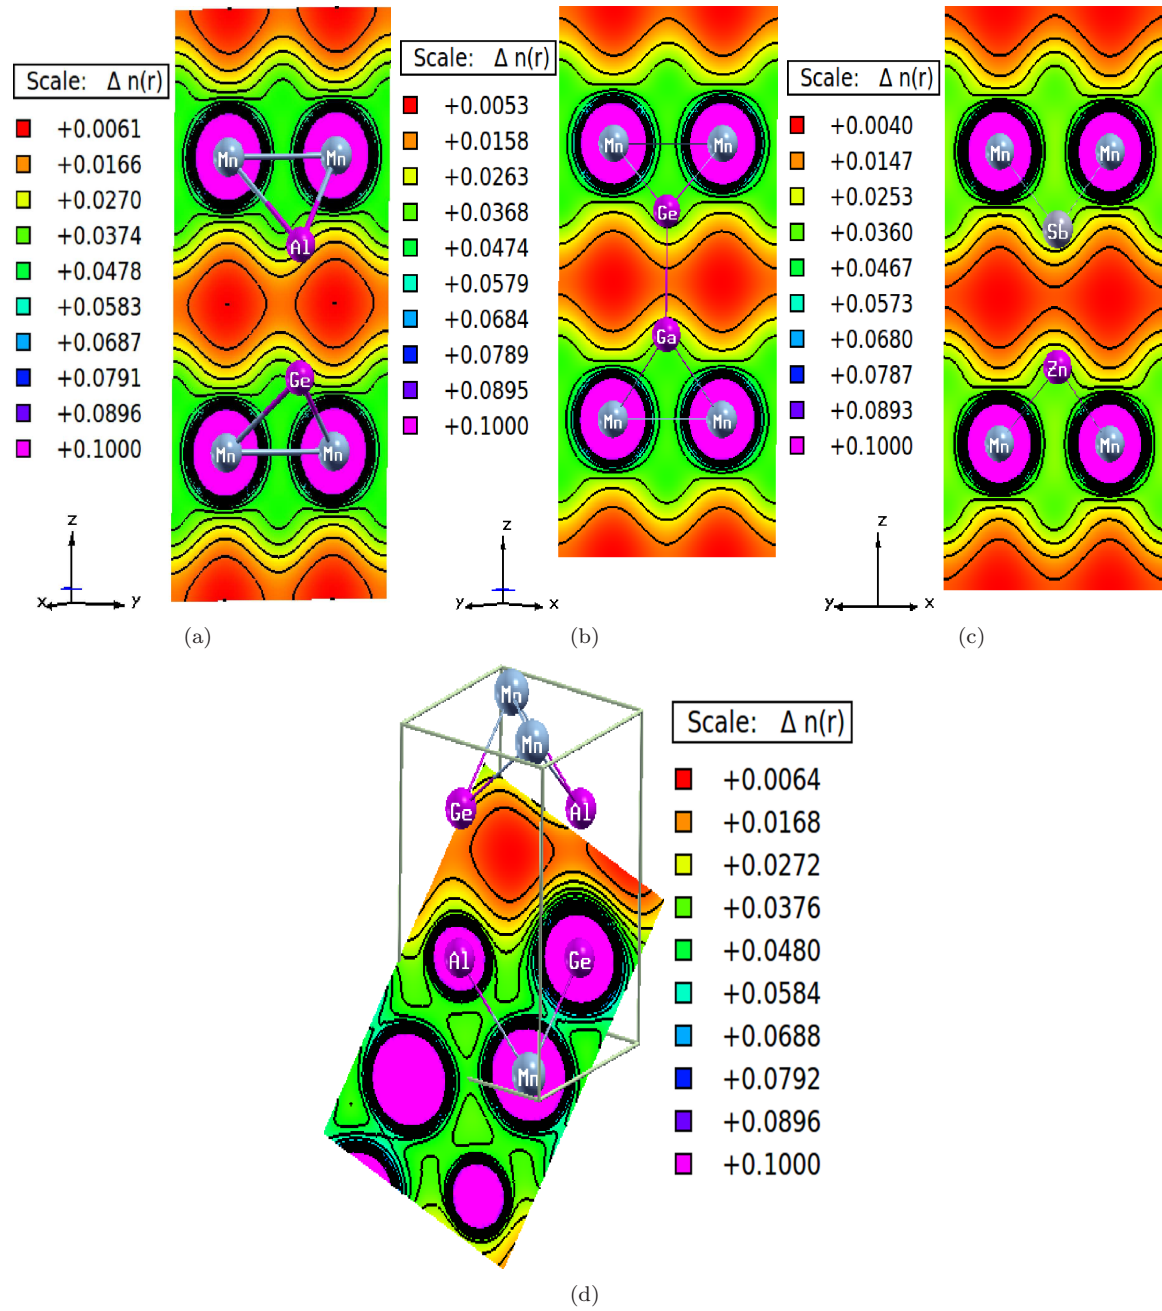 Scale: Δ n(r)
+0.0061
+0.0166
+0.0270
+0.0374
+0.0478
+0.0583
+0.0687
+0.0791
+0.0896
+0.1000
Mn Mn
Al
Ge
Mn Mn
z
x y
(a)
Scale: Δ n(r)
+0.0053
+0.0158
+0.0263
+0.0368
+0.0474
+0.0579
+0.0684
+0.0789
+0.0895
+0.1000
Mn Mn
Ge
Ga
Mn Mn
z
y x
(b)
Scale: Δ n(r)
+0.0040
+0.0147
+0.0253
+0.0360
+0.0467
+0.0573
+0.0680
+0.0787
+0.0893
+0.1000
Mn Mn
Sb
Zn
Mn Mn
z
y x
(c)
Mn
Mn
Ge Al
Al Ge
Mn
Scale: Δ n(r)
+0.0064
+0.0168
+0.0272
+0.0376
+0.0480
+0.0584
+0.0688
+0.0792
+0.0896
+0.1000
(d)